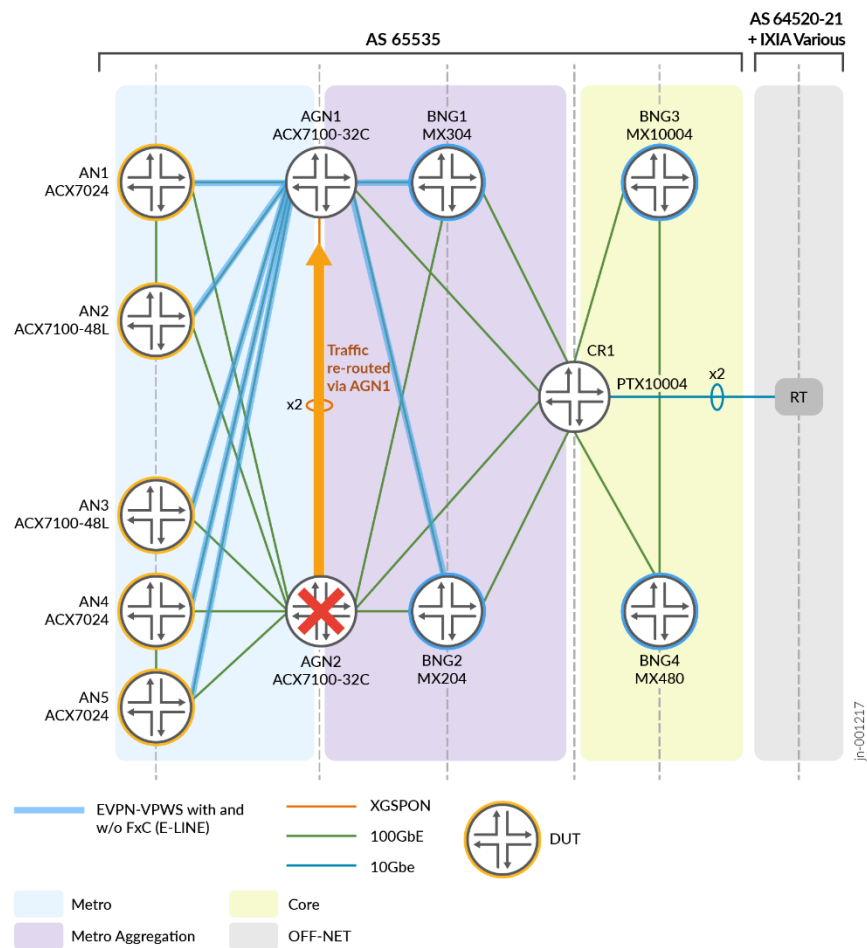 AS 65535
AS 64520-21
+ IXIA Various
AN1
ACX7024
AGN1
ACX7100-32C
BNG1
MX304
BNG3
MX10004
AN2
ACX7100-48L
Traffic
re-routed
via AGN1
x2
CR1
PTX10004
x2
RT
AN3
ACX7100-48L
AN4
ACX7024
AN5
ACX7024
AGN2
ACX7100-32C
BNG2
MX204
BNG4
MX480
jn-001217
EVPN-VPWS with and
w/o FxC (E-LINE)
XGSPON
100GbE
10Gbe
DUT
Metro
Core
Metro Aggregation
OFF-NET